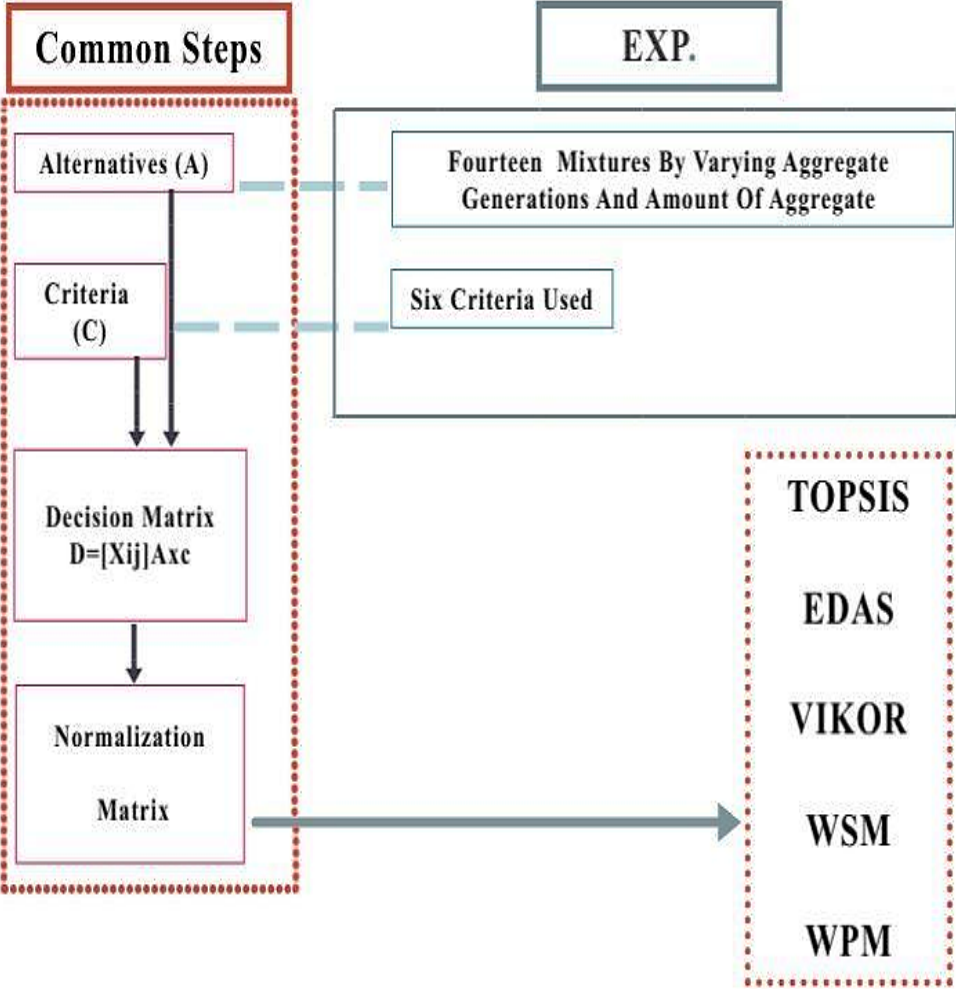 Common Steps
EXP.
Alternatives (A)
Fourteen Mixtures By Varying Aggregate
Generations And Amount Of Aggregate
Criteria
(C)
Six Criteria Used
Decision Matrix
D=[Xij]Axc
Normalization
Matrix
TOPSIS
EDAS
VIKOR
WSM
WPM